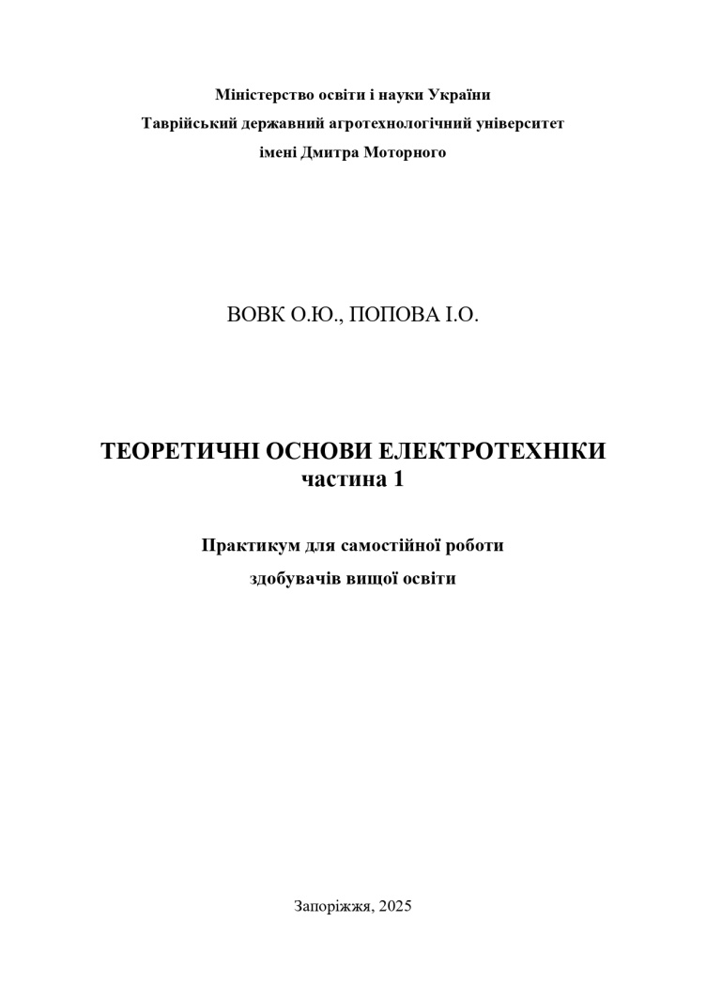 Міністерство освіти і науки України
Таврійський державний агротехнологічний університет
імені Дмитра Моторного
ВОВК О.Ю., ПОПОВА І.О.
ТЕОРЕТИЧНІ ОСНОВИ ЕЛЕКТРОТЕХНІКИ
частина 1
Практикум для самостійної роботи
здобувачів вищої освіти
Запоріжжя, 2025